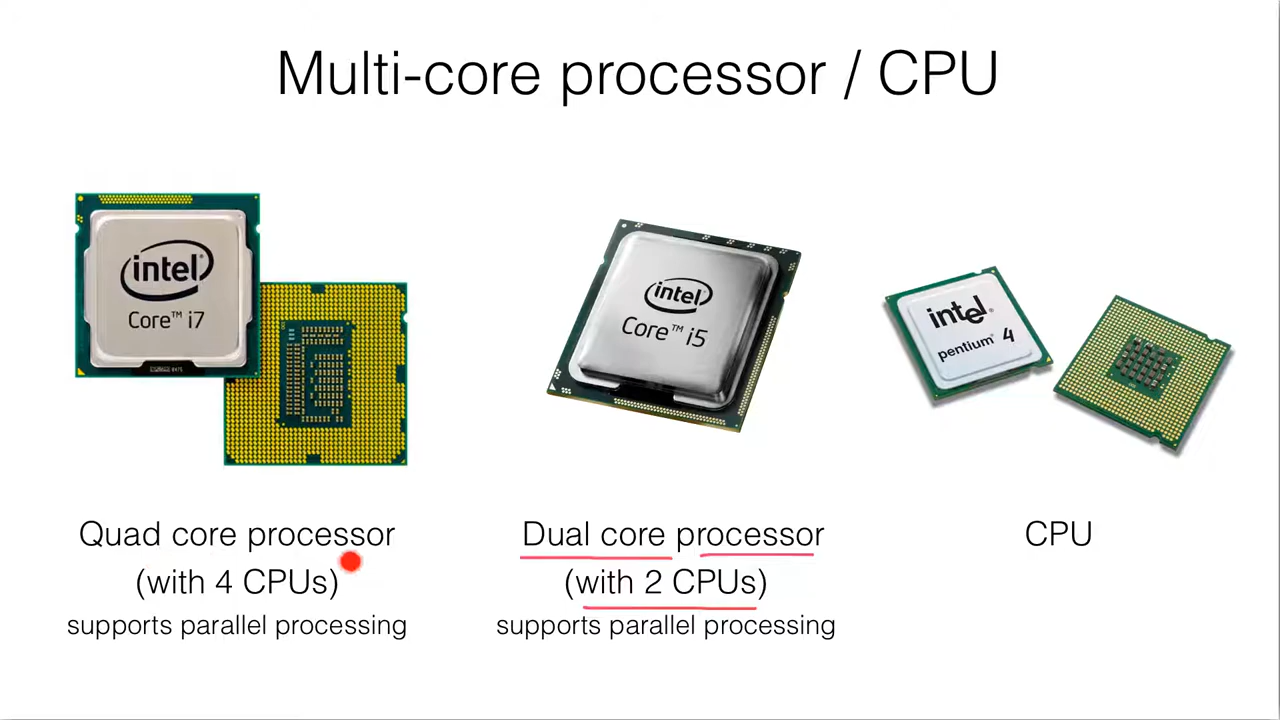 Multi-core processor / CPU
intel
Core™ i7
intel
Core™ i5
intel
pentium 4
Quad core processor
(with 4 CPUs)
supports parallel processing
Dual core processor
(with 2 CPUs)
supports parallel processing
CPU